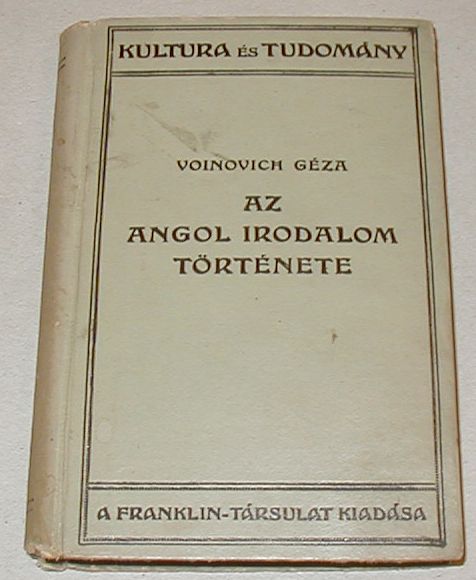 KULTURA ÉS TUDOMÁNY
VOINOVICH GÉZA
AZ
ANGOL IRODALOM
TÖRTÉNETE
A FRANKLIN-TÁRSULAT KIADÁSA